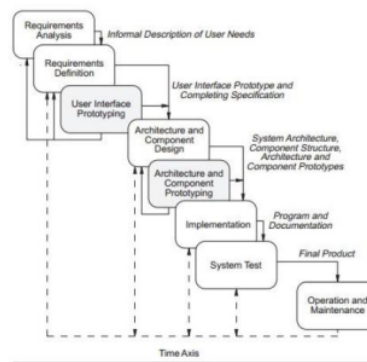 Requirements
Analysis
Informal Description of User Needs
Requirements
Definition
User Interface Prototype and
Completing Specification
User Interface
Prototyping
Architecture and
Component
Design
System Architecture,
Component Structure,
Architecture and
Component Prototypes
Architecture and
Component
Prototyping
Implementation
Program and
Documentation
System Test
Final Product
Operation and
Maintenance
Time Axis